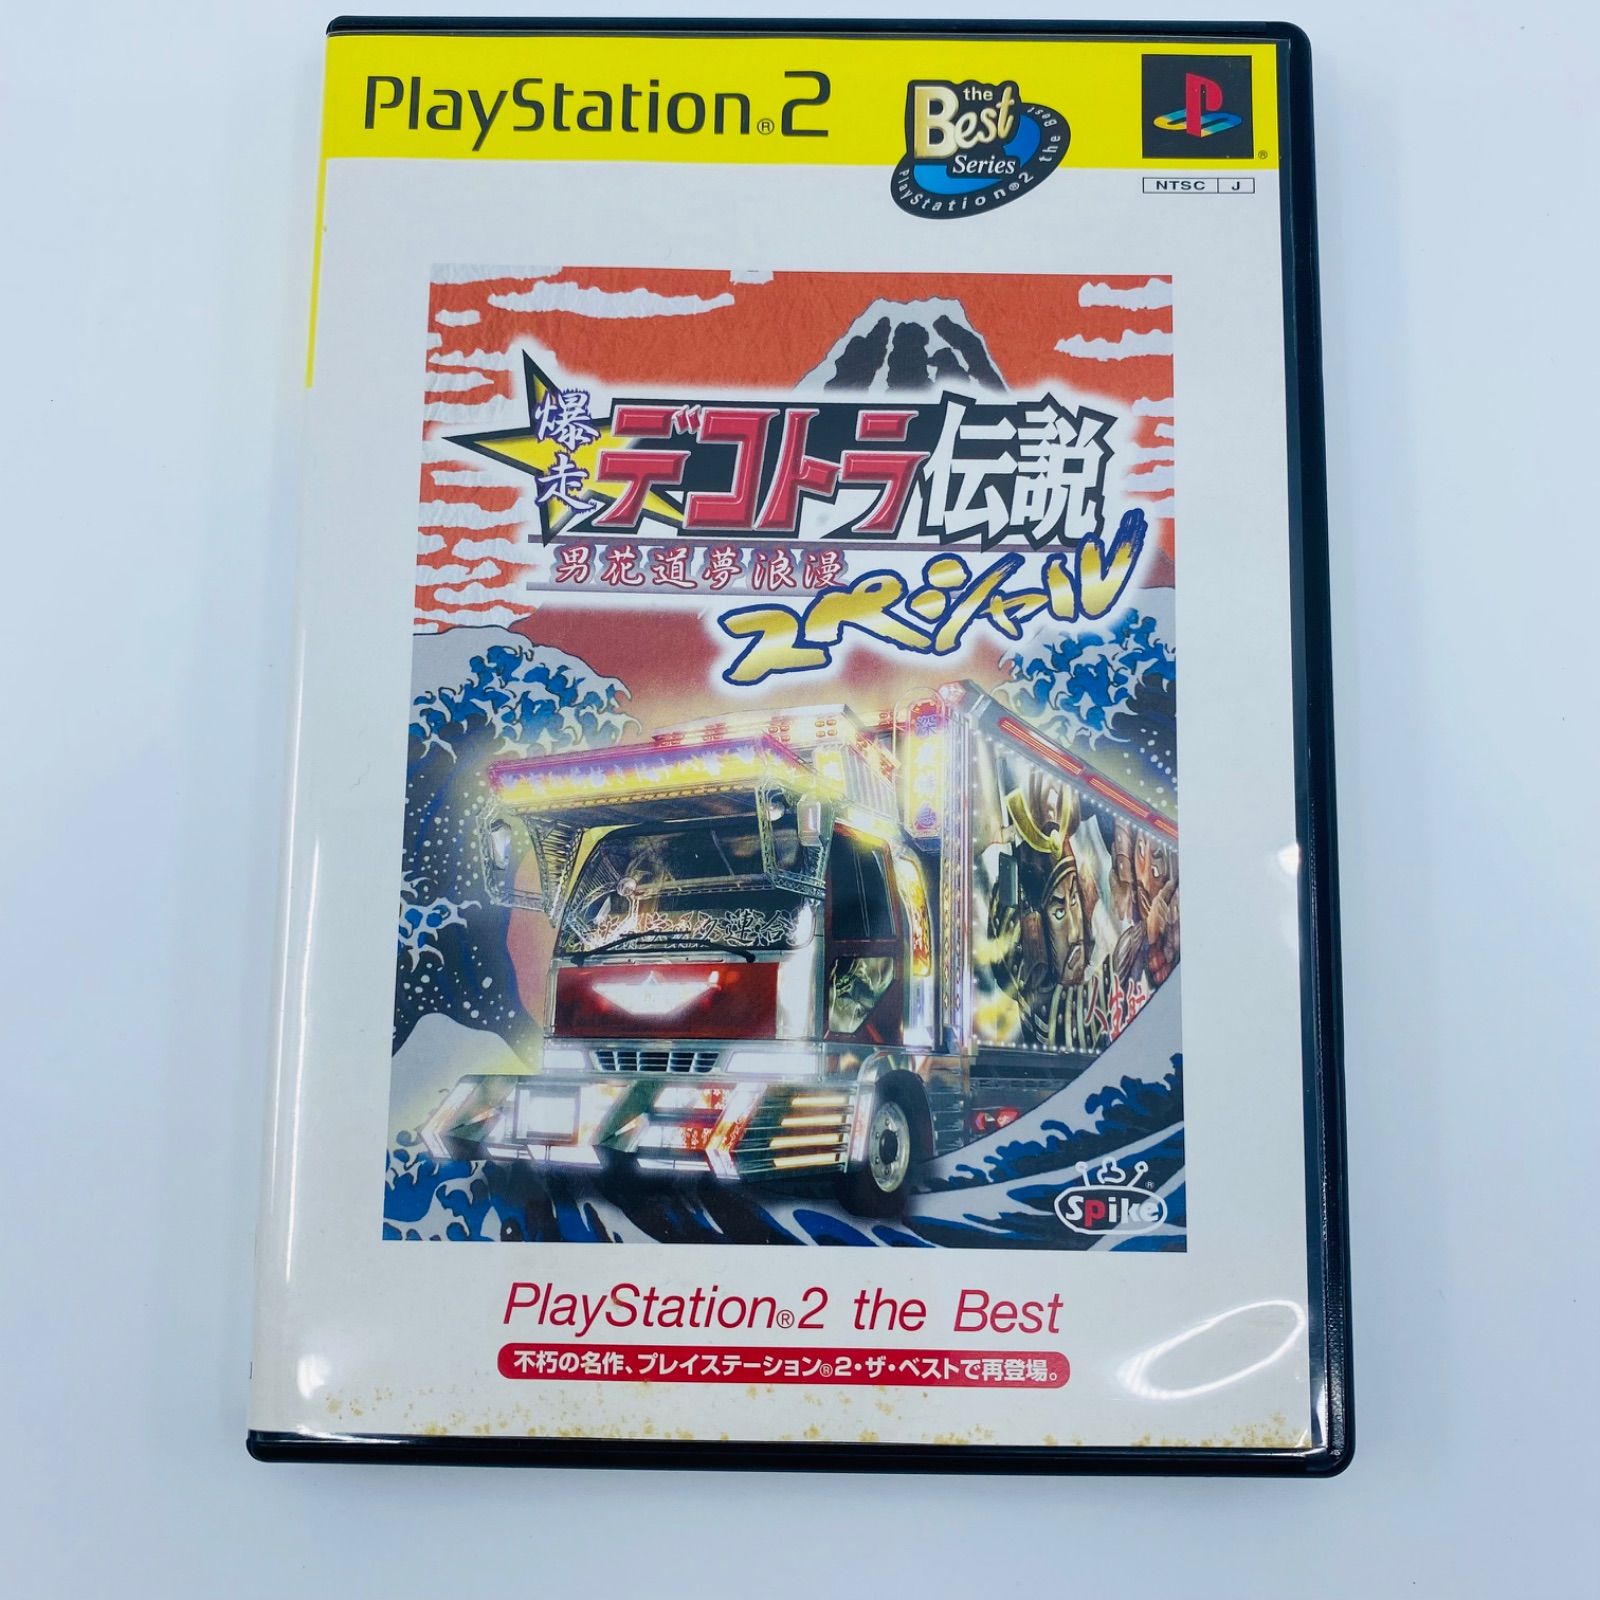 PlayStation®2
the
Best
Series
PlayStation®2 the Best
NTSC J
爆走
デコトラ伝説
男花道夢浪漫
スペシャル
連合
Spike®
PlayStation®2 the Best
不朽の名作、プレイステーション®2・ザ・ベストで再登場。